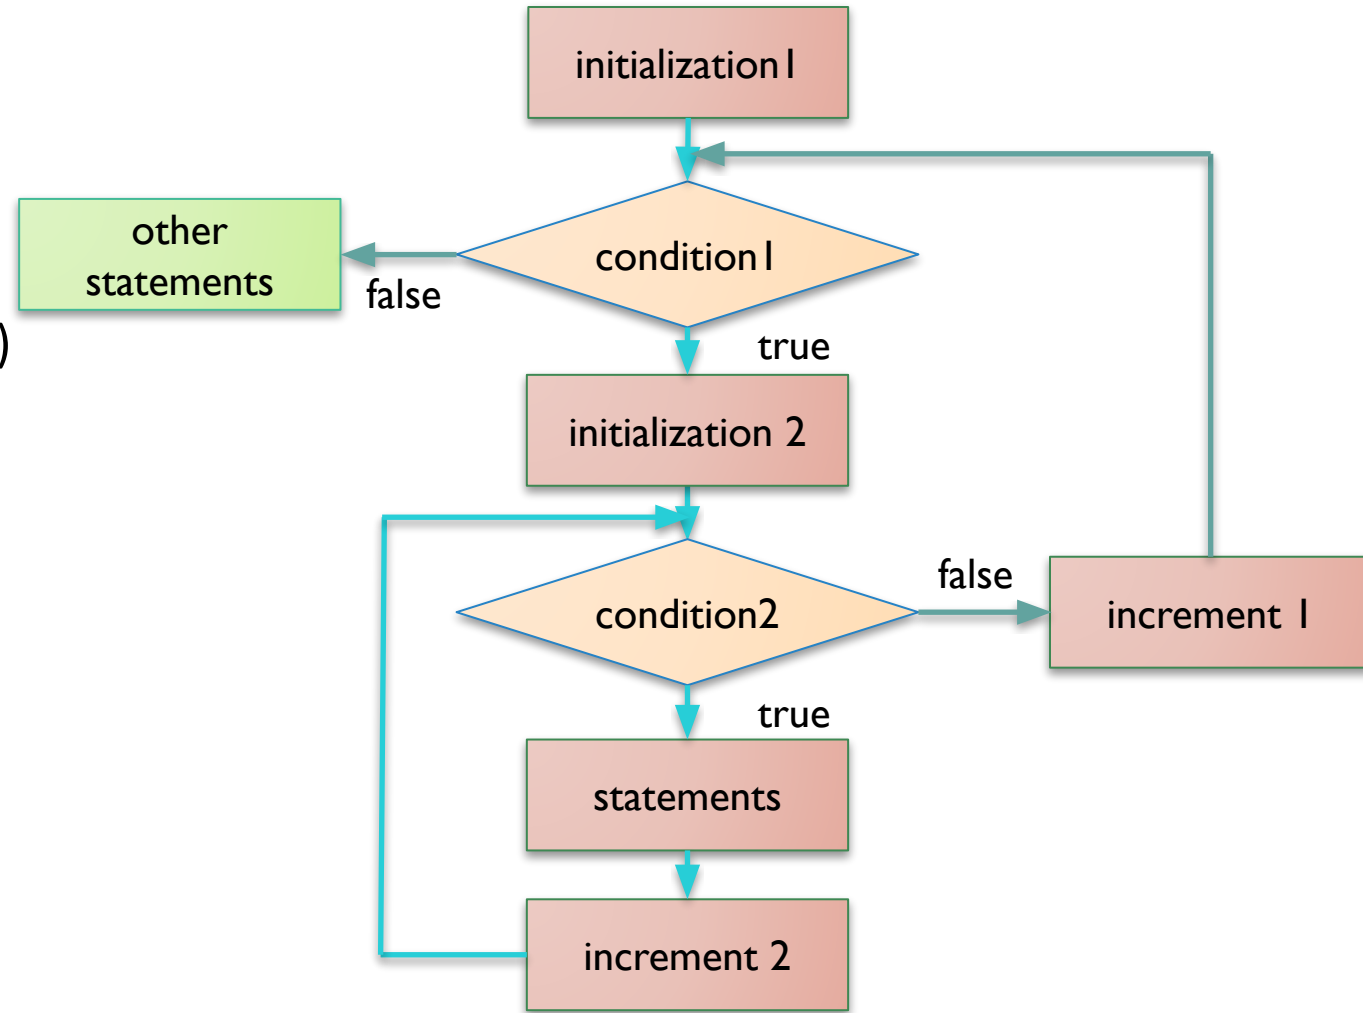 initialization1
other
statements
condition1
false
)
true
initialization 2
false
condition2
increment 1
true
statements
increment 2